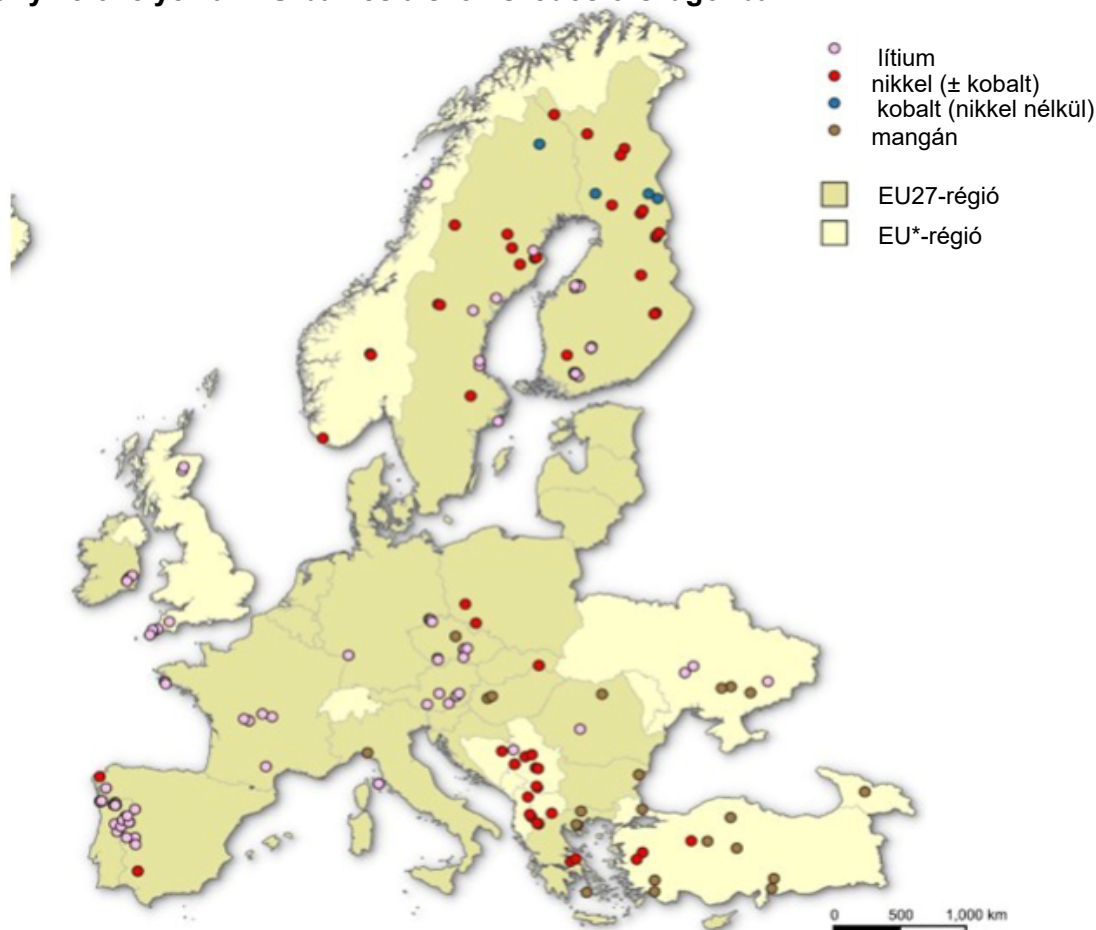 lítium
nikkel (± kobalt)
kobalt (nikkel nélkül)
mangán
EU27-régió
EU*-régió
0 500 1,000 km